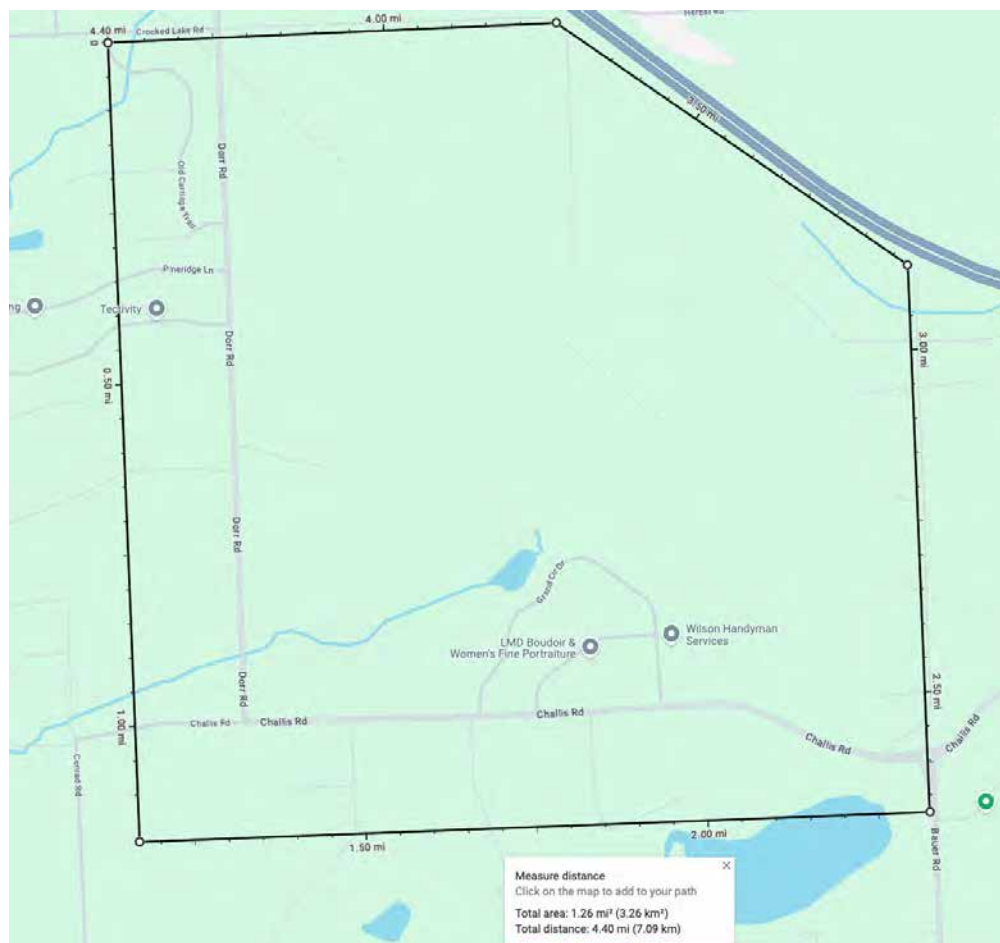 4.00 mi
Herbst Rd
4.40 mi
Crooked Lake Rd
3.50 mi
Dorr Rd
Old Carriage Trail
Pineridge Ln
ng
Tectivity
Dorr Rd
3.00 mi
0.50 mi
Dorr Rd
Grand Cir Dr
Wilson Handyman
Services
LMD Boudoir &
Women's Fine Portraiture
Dorr Rd
2.50 mi
1.00 mi
Challis Rd
Challis Rd
Challis Rd
Challis Rd
Challis Rd
Conrad Rd
1.50 mi
2.00 mi
Bauer Rd
Measure distance
Click on the map to add to your path
Total area: 1.26 mi² (3.26 km²)
Total distance: 4.40 mi (7.09 km)